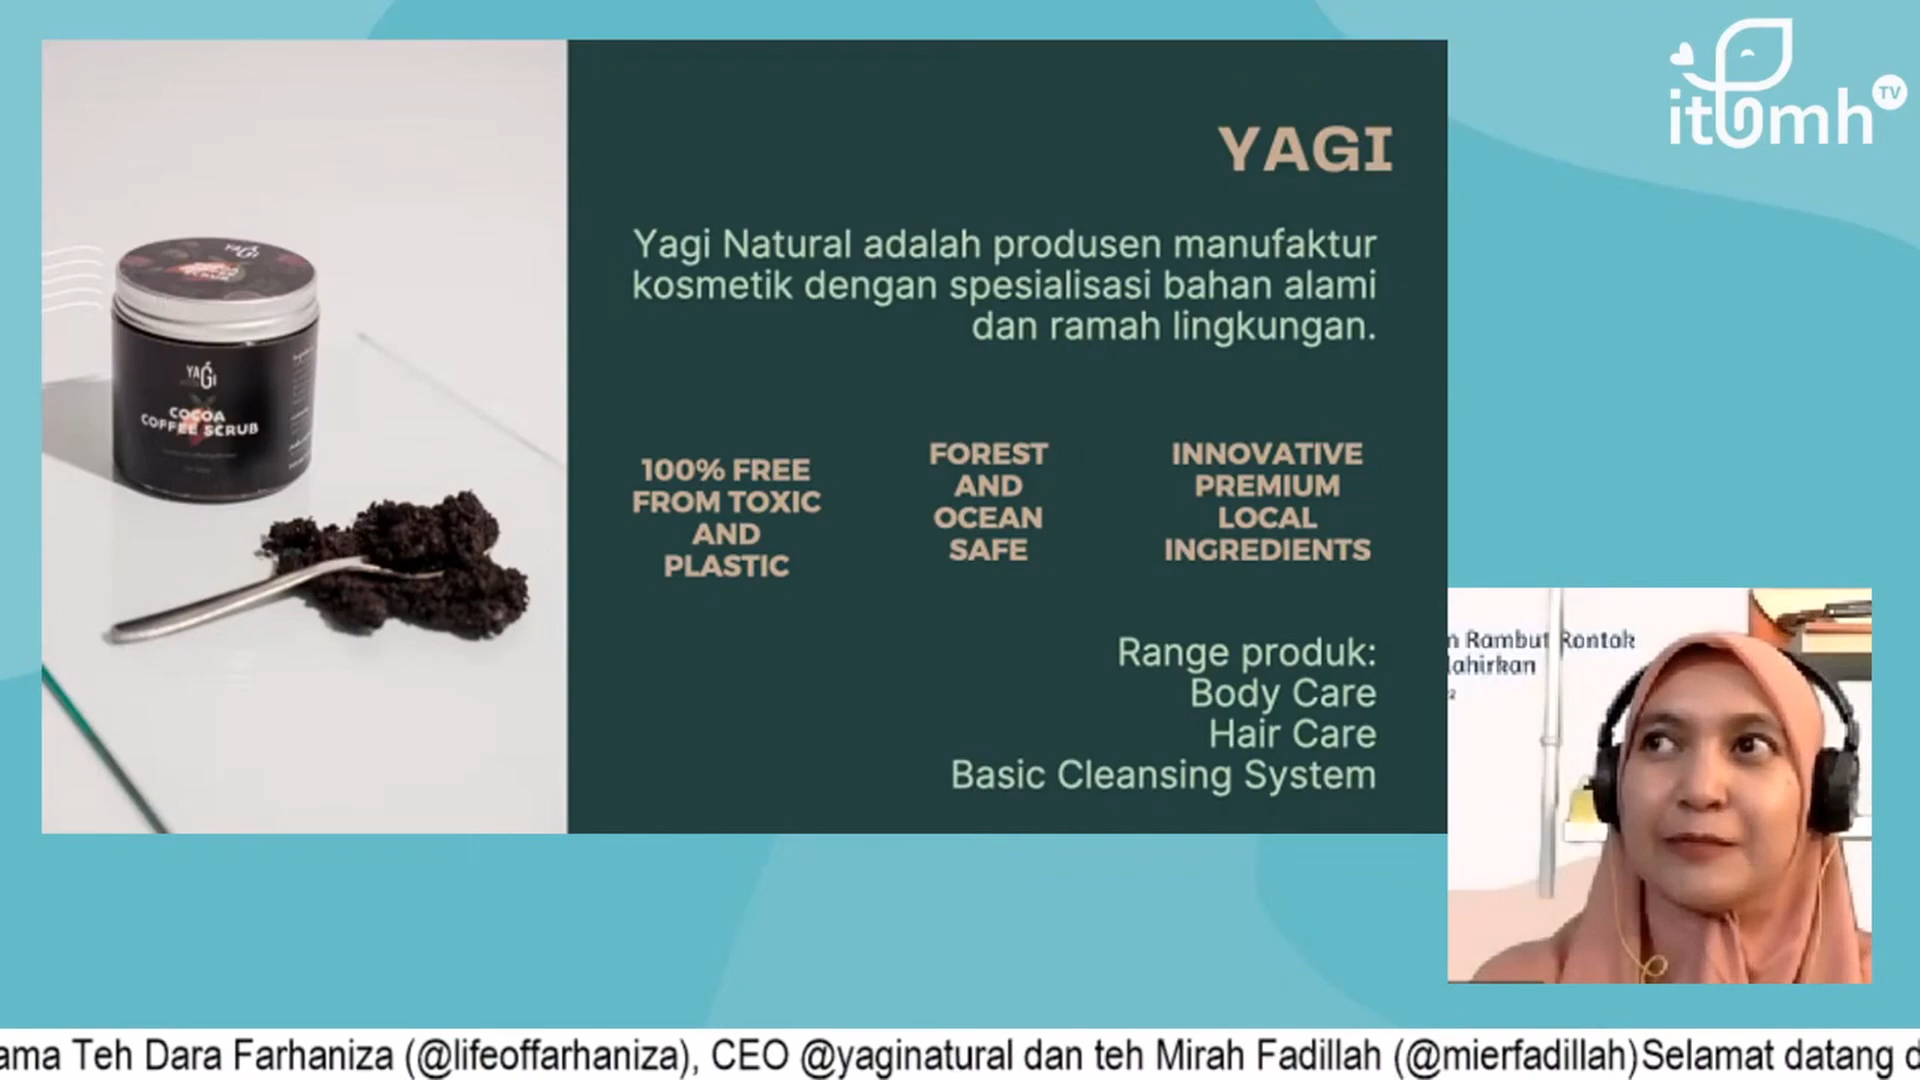 itbmh TV
YAGI
Yagi Natural adalah produsen manufaktur
kosmetik dengan spesialisasi bahan alami
dan ramah lingkungan.
100% FREE
FROM TOXIC
AND
PLASTIC
FOREST
AND
OCEAN
SAFE
INNOVATIVE
PREMIUM
LOCAL
INGREDIENTS
Range produk:
Body Care
Hair Care
Basic Cleansing System
YAGI
YAGI
COCOA
COFFEE SCRUB
n Rambut Rontok
lahirkan
ama Teh Dara Farhaniza (@lifeoffarhaniza), CEO @yaginatural dan teh Mirah Fadillah (@mierfadillah)Selamat datang d